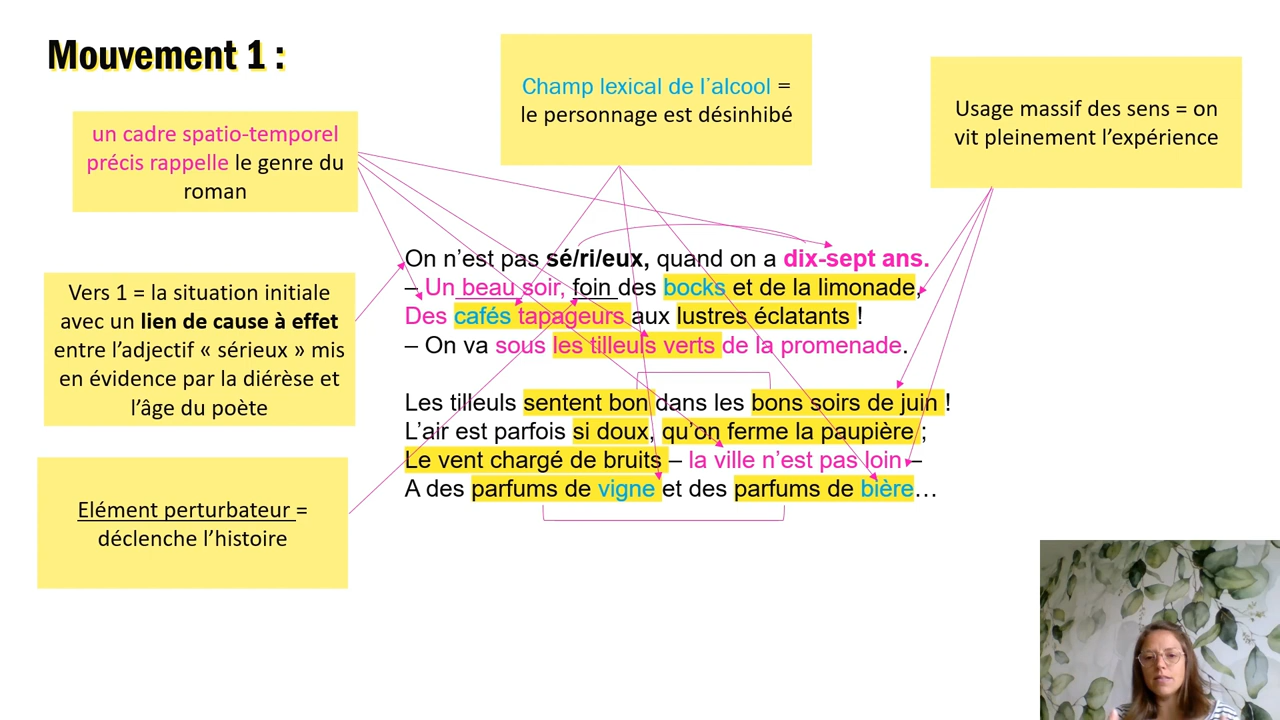 Mouvement 1 :
Champ lexical de l’alcool =
le personnage est désinhibé
Usage massif des sens = on
vit pleinement l’expérience
un cadre spatio-temporel
précis rappelle le genre du
roman
Vers 1 = la situation initiale
avec un lien de cause à effet
entre l’adjectif « sérieux » mis
en évidence par la diérèse et
l’âge du poète
Elément perturbateur =
déclenche l’histoire
On n’est pas sé/ri/eux, quand on a dix-sept ans.
– Un beau soir, foin des bocks et de la limonade,
Des cafés tapageurs aux lustres éclatants !
– On va sous les tilleuls verts de la promenade.
Les tilleuls sentent bon dans les bons soirs de juin !
L’air est parfois si doux, qu’on ferme la paupière ;
Le vent chargé de bruits – la ville n’est pas loin –
A des parfums de vigne et des parfums de bière…